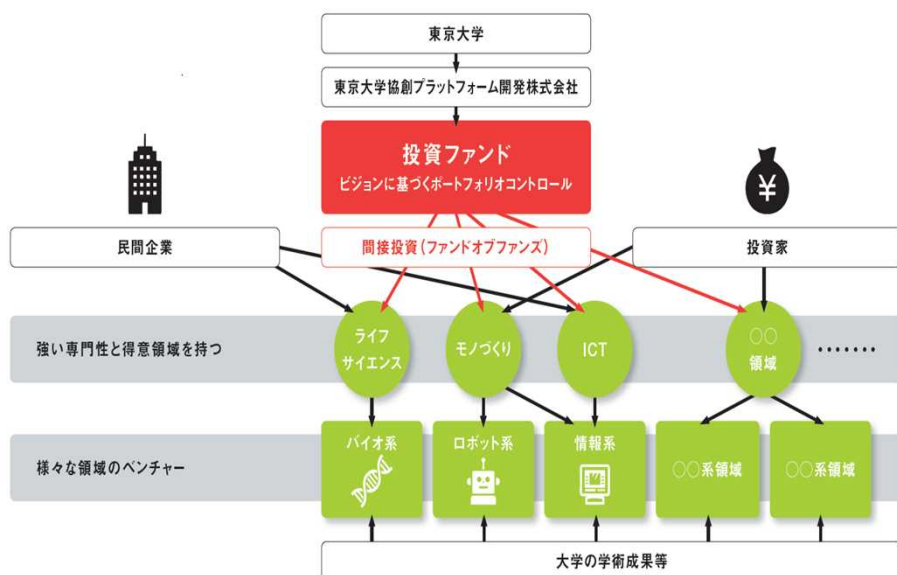 東京大学
東京大学協創プラットフォーム開発株式会社
投資ファンド
ビジョンに基づくポートフォリオコントロール
民間企業
間接投資(ファンドオブファンズ)
¥
投資家
強い専門性と得意領域を持つ
ライフ
サイエンス
モノづくり
ICT
○○
領域
・・・・・・・
様々な領域のベンチャー
バイオ系
ロボット系
情報系
○○系領域
○○系領域
大学の学術成果等